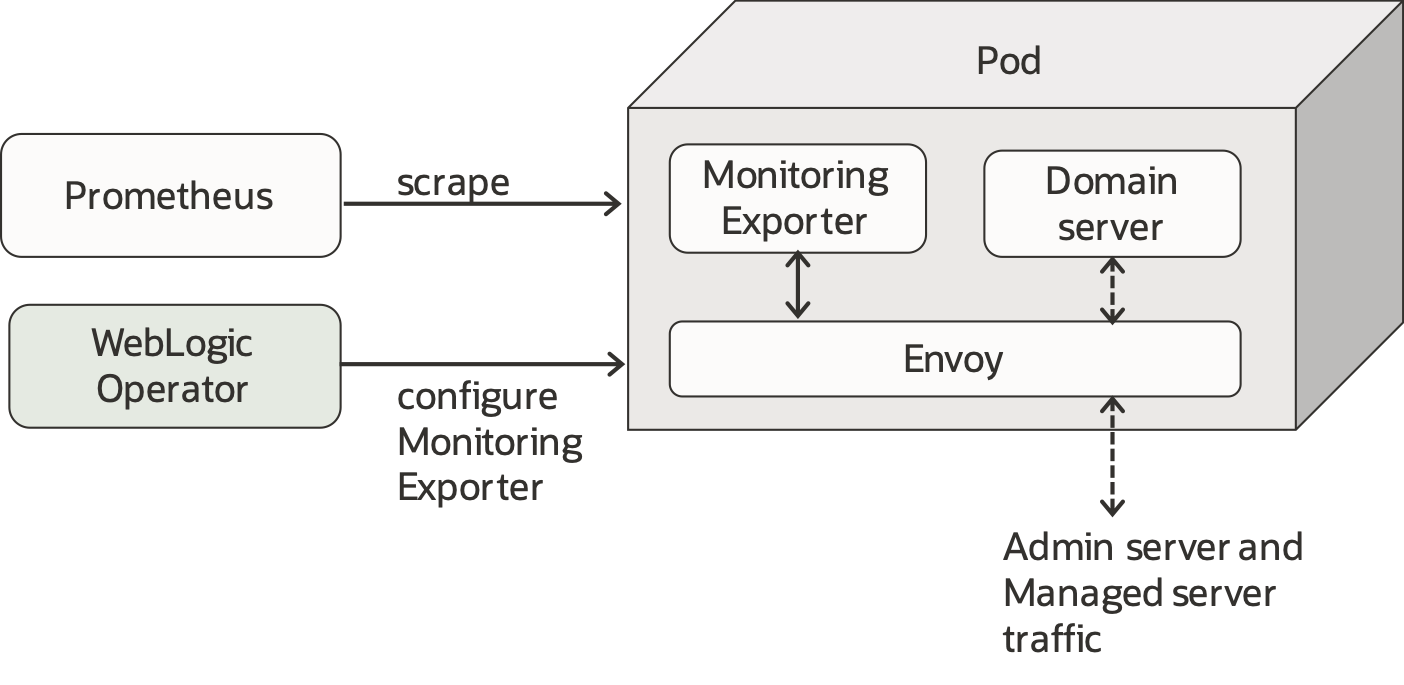 Pod
Prometheus
scrape
Monitoring
Exporter
Domain
server
WebLogic
Operator
configure
Monitoring
Exporter
Envoy
Admin server and
Managed server
traffic